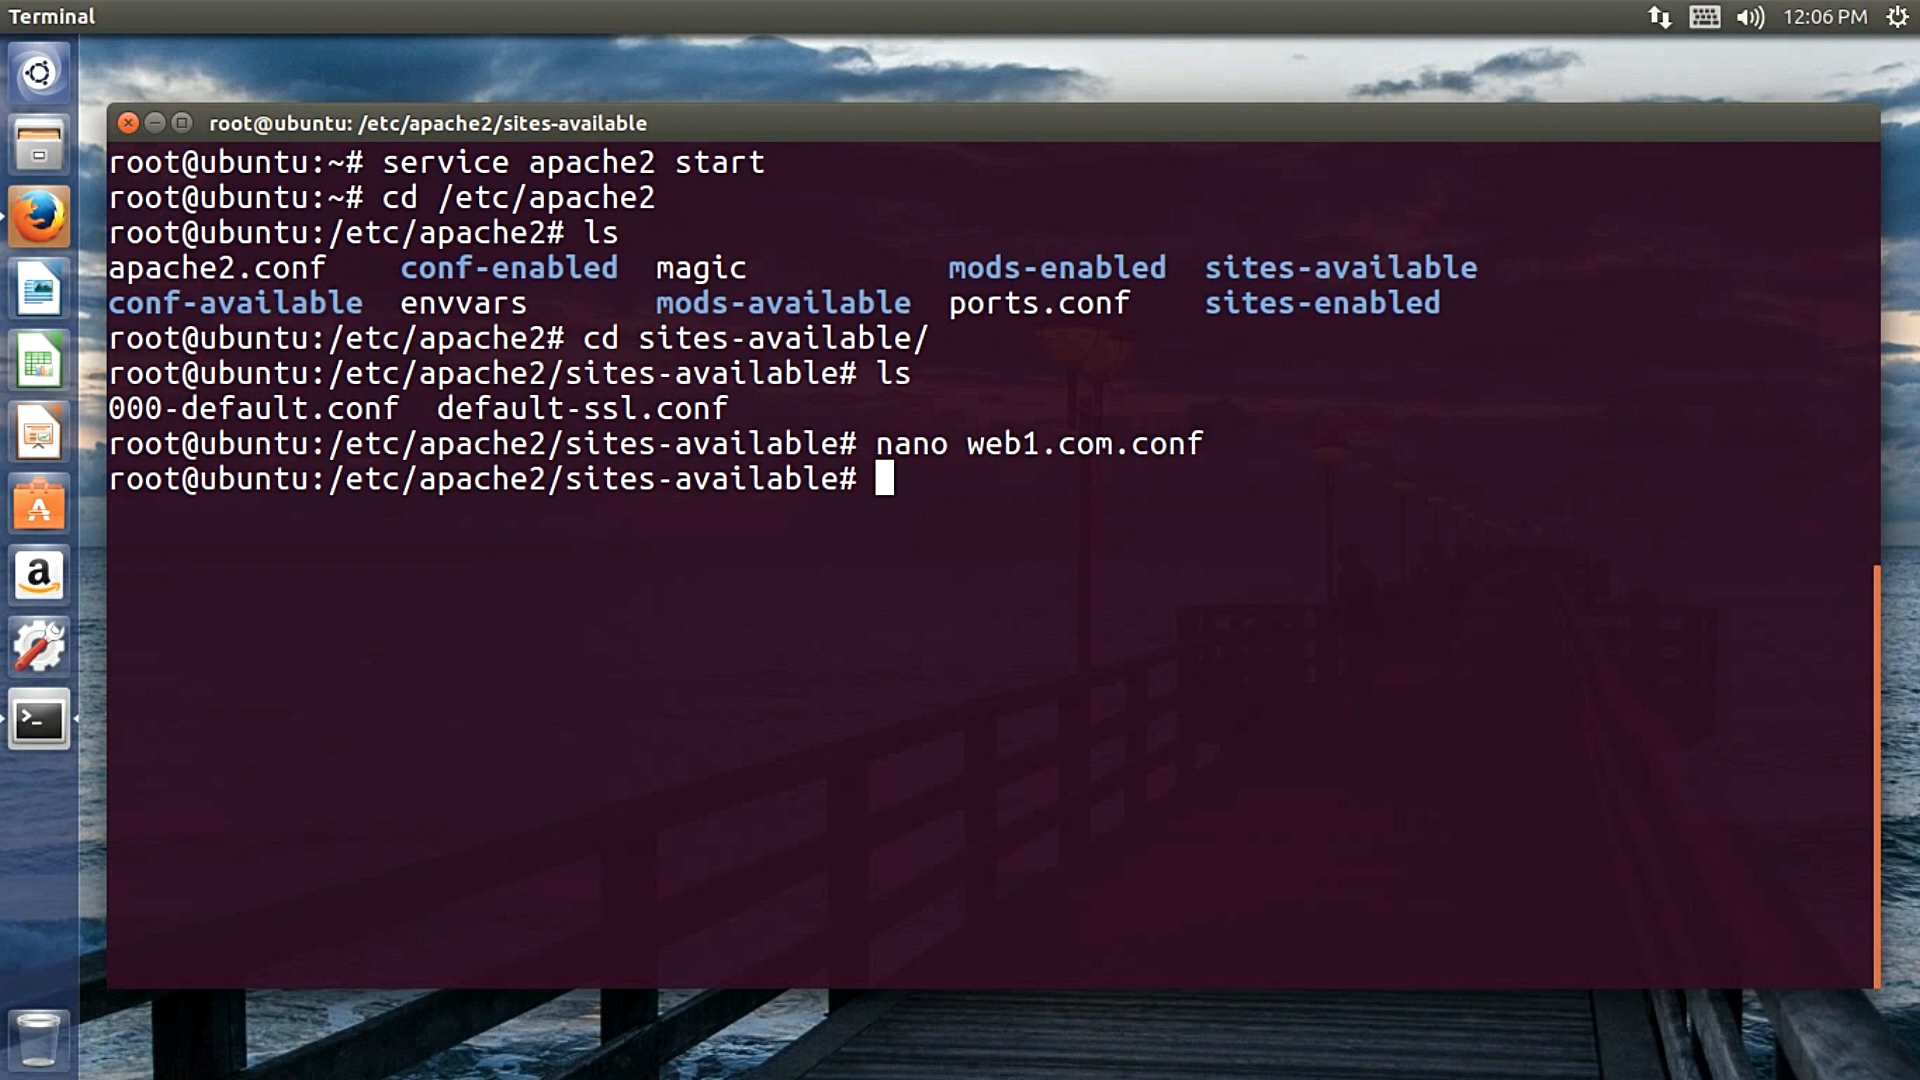 Terminal
12:06 PM
root@ubuntu: /etc/apache2/sites-available
root@ubuntu:~# service apache2 start
root@ubuntu:~# cd /etc/apache2
root@ubuntu:/etc/apache2# ls
apache2.conf conf-enabled magic mods-enabled sites-available
conf-available envvars mods-available ports.conf sites-enabled
root@ubuntu:/etc/apache2# cd sites-available/
root@ubuntu:/etc/apache2/sites-available# ls
000-default.conf default-ssl.conf
root@ubuntu:/etc/apache2/sites-available# nano web1.com.conf
root@ubuntu:/etc/apache2/sites-available#